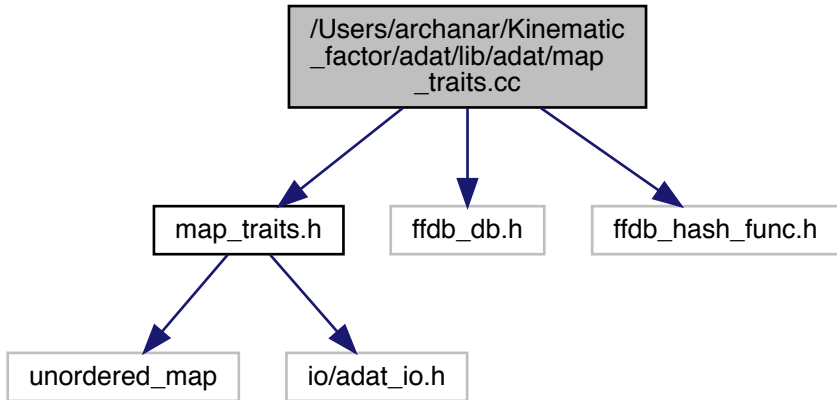 /Users/archanar/Kinematic
_factor/adat/lib/adat/map
_traits.cc
map_traits.h
ffdb_db.h
ffdb_hash_func.h
unordered_map
io/adat_io.h